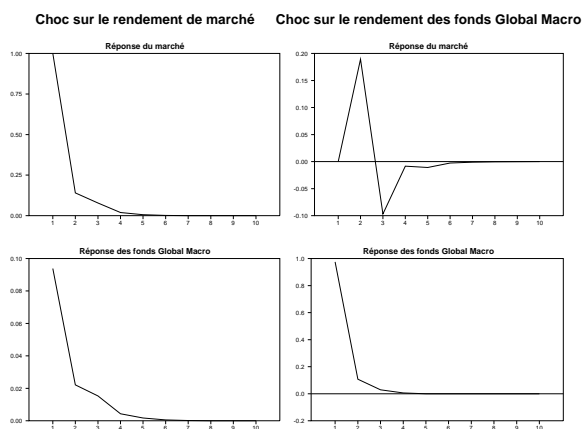 Choc sur le rendement de marché Choc sur le rendement des fonds Global Macro
Réponse du marché
1.00
0.75
0.50
0.25
0.00
1 2 3 4 5 6 7 8 9 10
Réponse du marché
0.20
0.15
0.10
0.05
0.00
-0.05
-0.10
1 2 3 4 5 6 7 8 9 10
Réponse des fonds Global Macro
0.10
0.08
0.06
0.04
0.02
0.00
1 2 3 4 5 6 7 8 9 10
Réponse des fonds Global Macro
1.0
0.8
0.6
0.4
0.2
0.0
-0.2
1 2 3 4 5 6 7 8 9 10